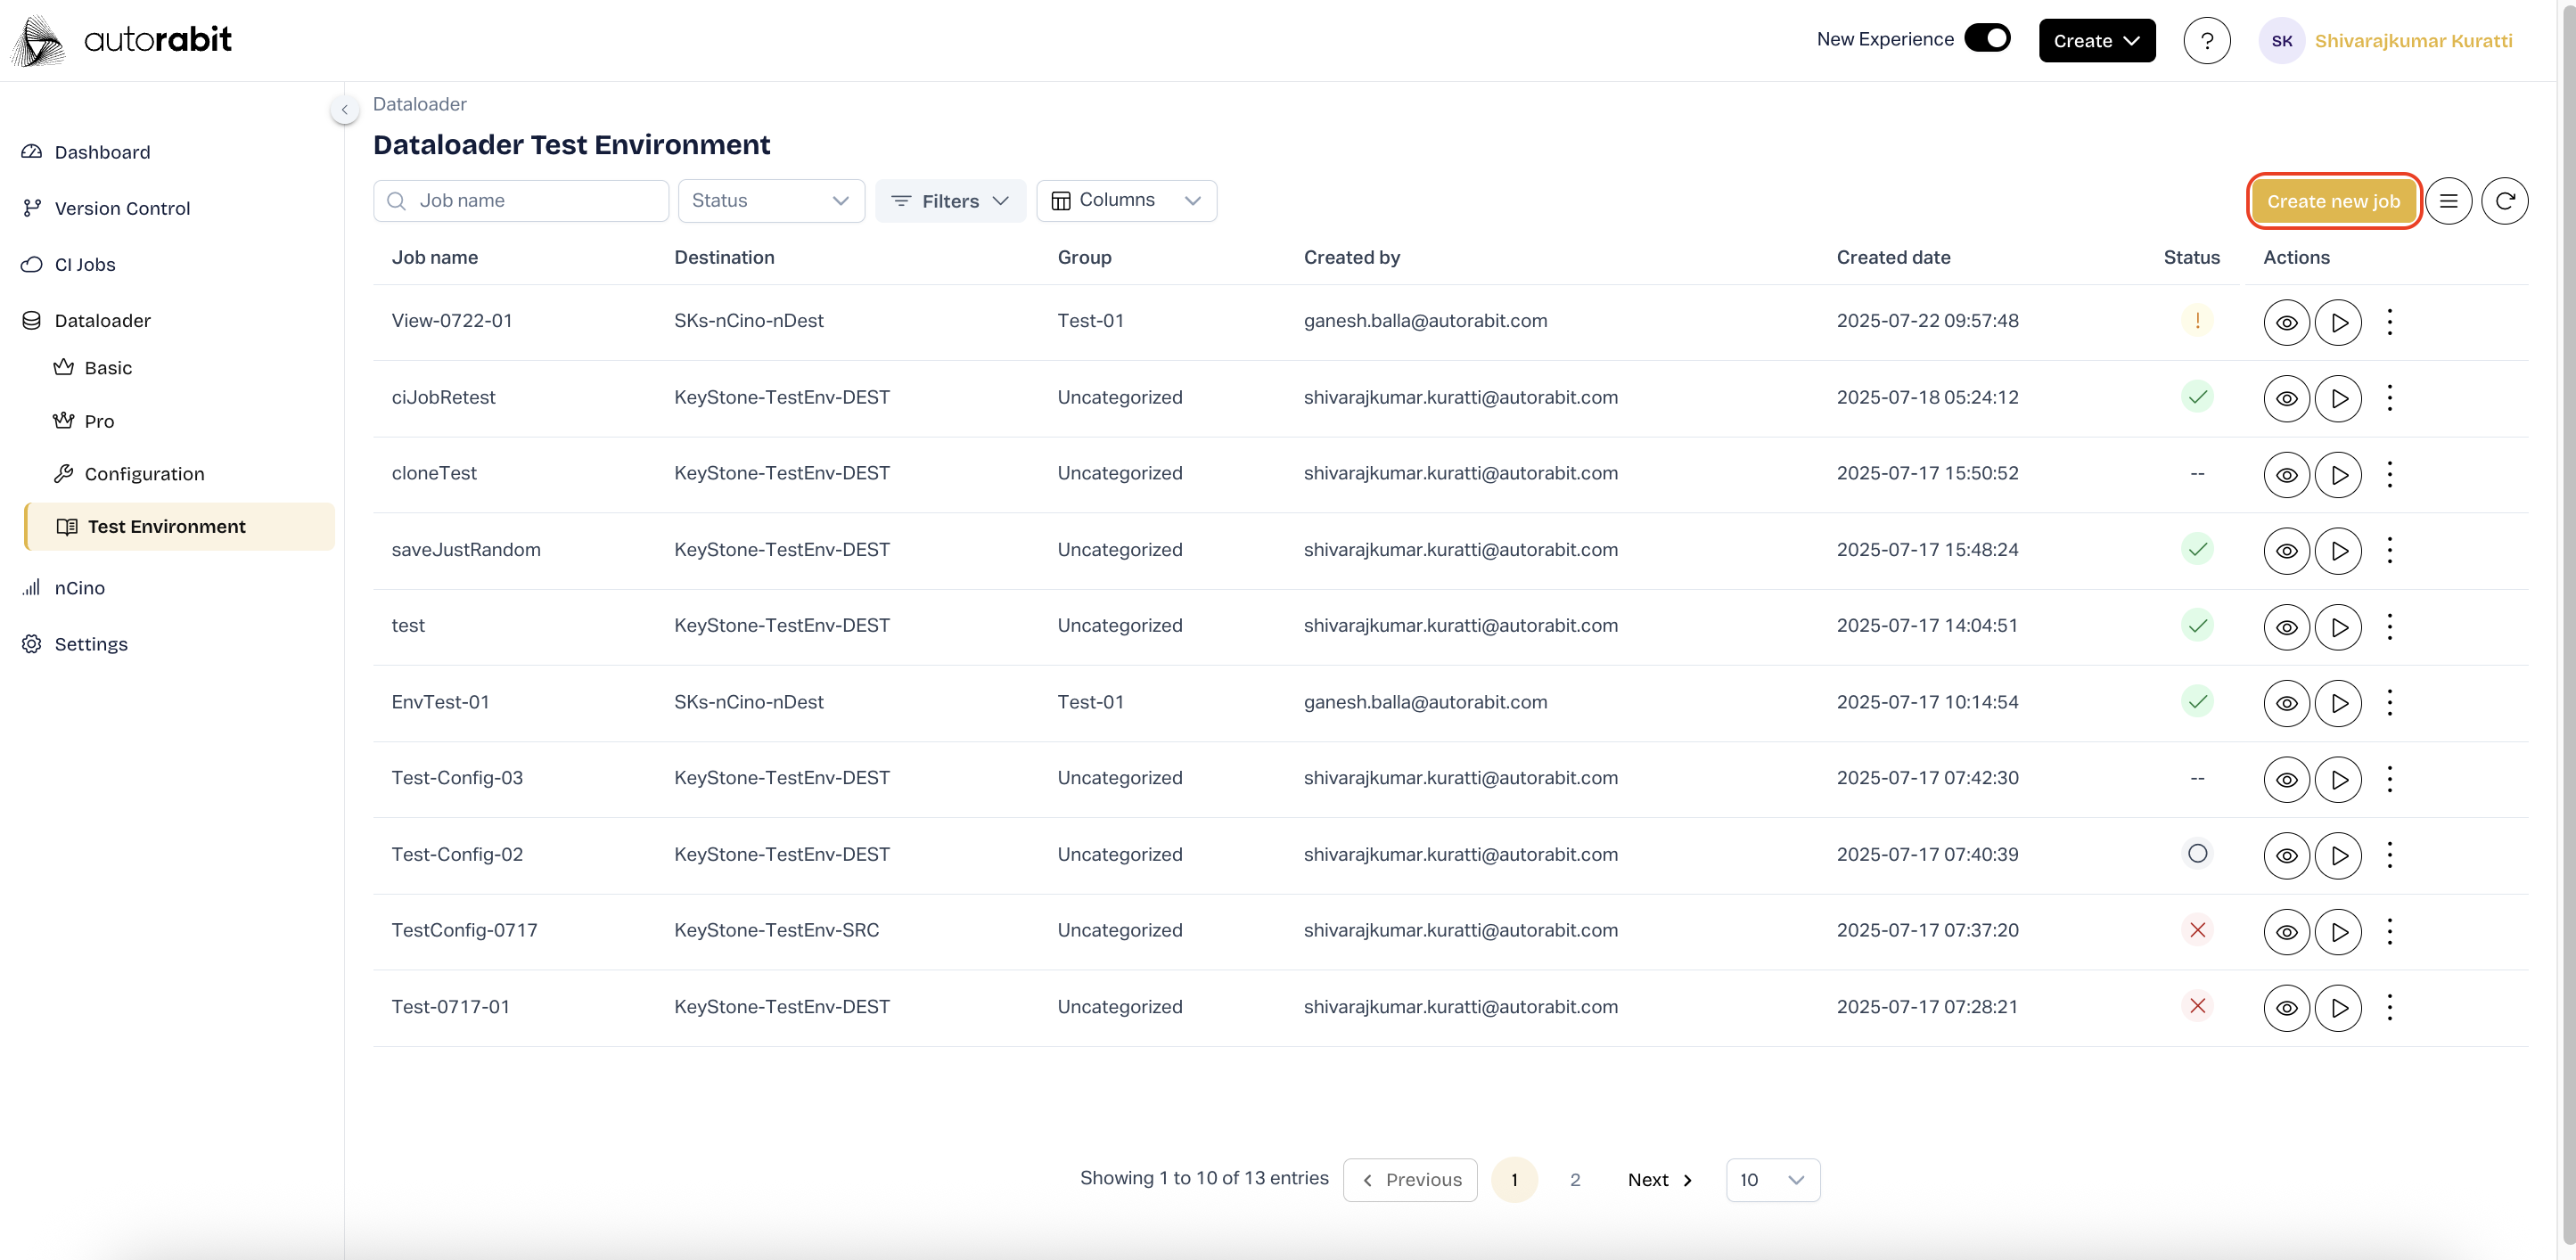 autorabit
New Experience Create ? SK Shivarajkumar Kuratti
Dashboard
Version Control
CI Jobs
Dataloader
Basic
Pro
Configuration
Test Environment
nCino
Settings
Dataloader
Dataloader Test Environment
Job name Status Filters Columns Create new job
Job name Destination Group Created by Created date Status Actions
View-0722-01 SKs-nCino-nDest Test-01 ganesh.balla@autorabit.com 2025-07-22 09:57:48 !
ciJobRetest KeyStone-TestEnv-DEST Uncategorized shivarajkumar.kuratti@autorabit.com 2025-07-18 05:24:12
cloneTest KeyStone-TestEnv-DEST Uncategorized shivarajkumar.kuratti@autorabit.com 2025-07-17 15:50:52 --
saveJustRandom KeyStone-TestEnv-DEST Uncategorized shivarajkumar.kuratti@autorabit.com 2025-07-17 15:48:24
test KeyStone-TestEnv-DEST Uncategorized shivarajkumar.kuratti@autorabit.com 2025-07-17 14:04:51
EnvTest-01 SKs-nCino-nDest Test-01 ganesh.balla@autorabit.com 2025-07-17 10:14:54
Test-Config-03 KeyStone-TestEnv-DEST Uncategorized shivarajkumar.kuratti@autorabit.com 2025-07-17 07:42:30 --
Test-Config-02 KeyStone-TestEnv-DEST Uncategorized shivarajkumar.kuratti@autorabit.com 2025-07-17 07:40:39
TestConfig-0717 KeyStone-TestEnv-SRC Uncategorized shivarajkumar.kuratti@autorabit.com 2025-07-17 07:37:20
Test-0717-01 KeyStone-TestEnv-DEST Uncategorized shivarajkumar.kuratti@autorabit.com 2025-07-17 07:28:21
Showing 1 to 10 of 13 entries Previous 1 2 Next 10